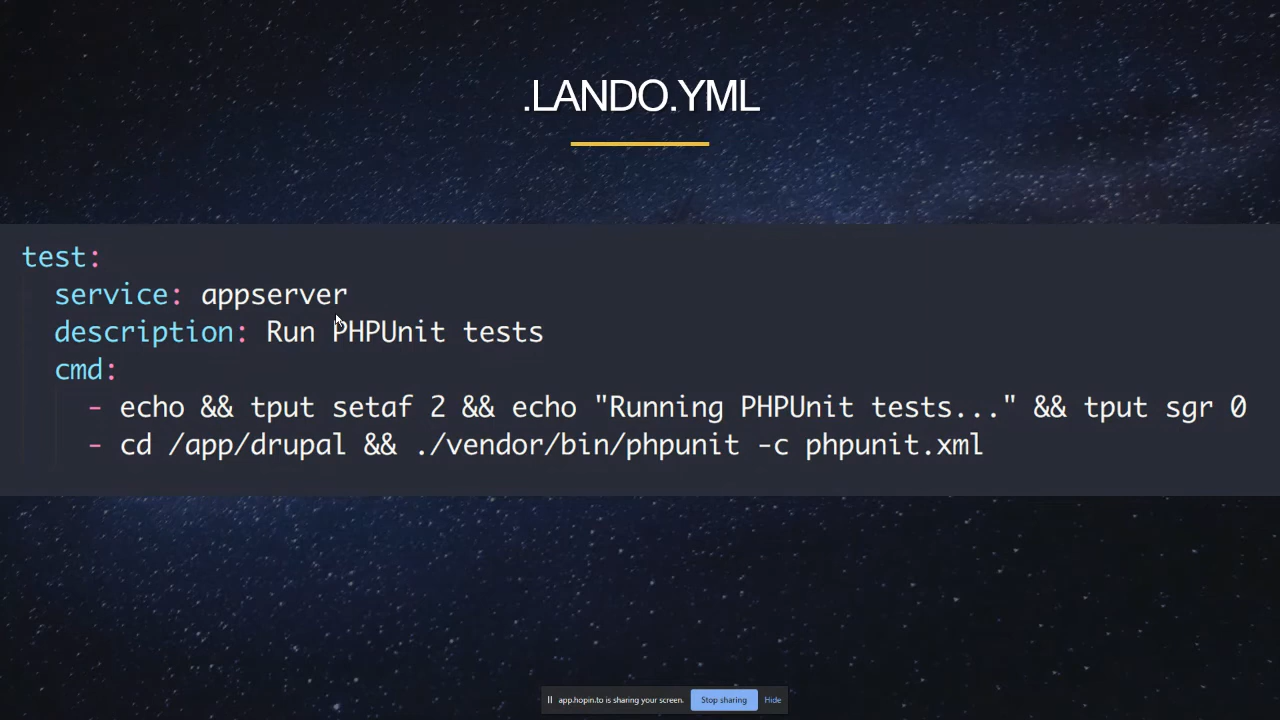 .LANDO.YML
test:
service: appserver
description: Run PHPUnit tests
cmd:
- echo && tput setaf 2 && echo "Running PHPUnit tests..." && tput sgr 0
- cd /app/drupal && ./vendor/bin/phpunit -c phpunit.xml
app.hopin.to is sharing your screen. Stop sharing Hide